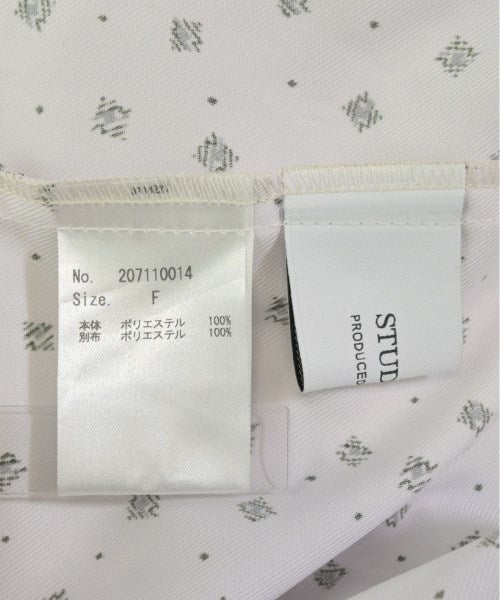 No. 207110014
Size. F
本体 ポリエステル 100%
別布 ポリエステル 100%
STUD
PRODUCED